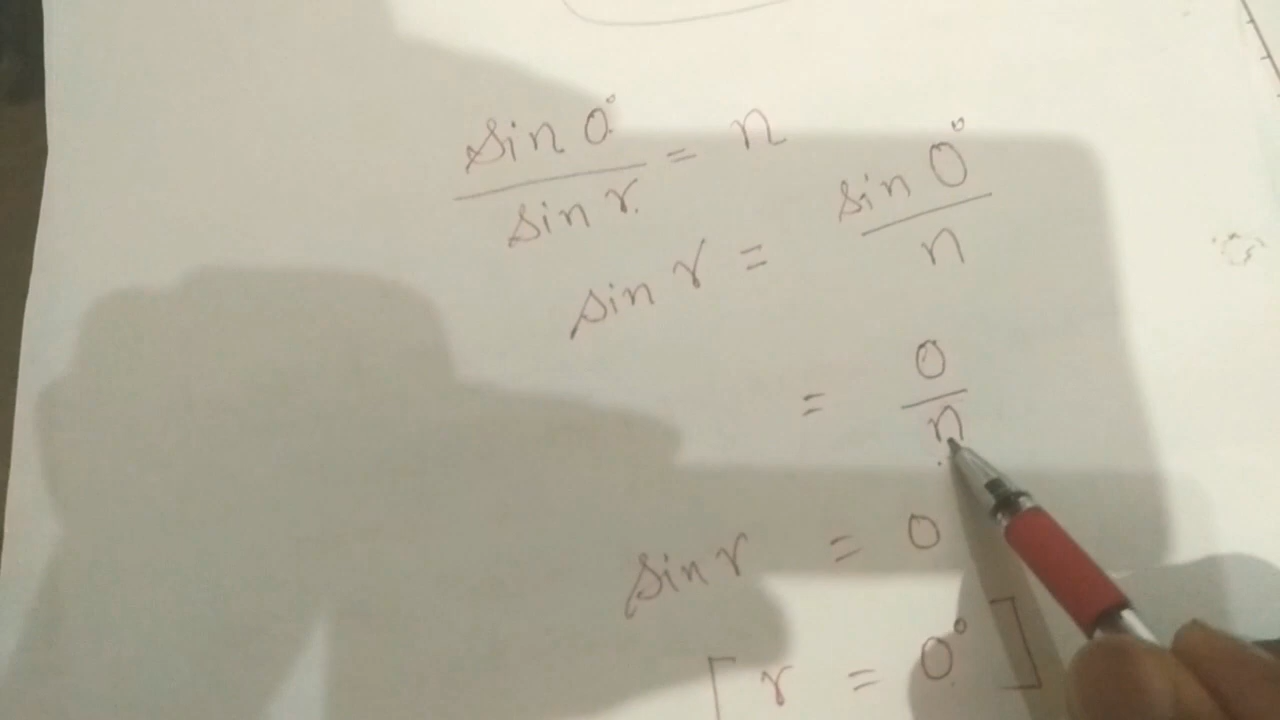 sin 0° / sin r = n
sin r = sin 0° / n
= 0 / n
sin r = 0
[ r = 0° ]